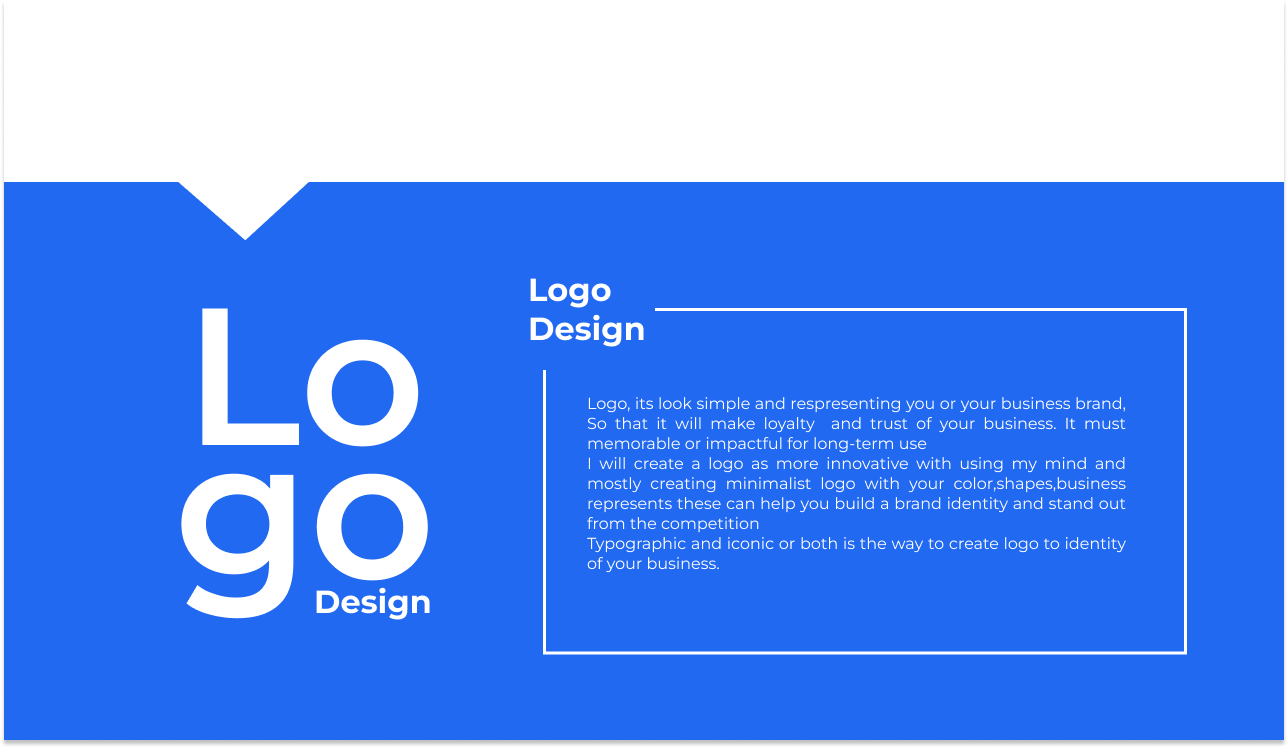 Lo
go
Design
Logo
Design
Logo, its look simple and respresenting you or your business brand,
So that it will make loyalty  and trust of your business. It must
memorable or impactful for long-term use
I will create a logo as more innovative with using my mind and
mostly creating minimalist logo with your color,shapes,business
represents these can help you build a brand identity and stand out
from the competition
Typographic and iconic or both is the way to create logo to identity
of your business.